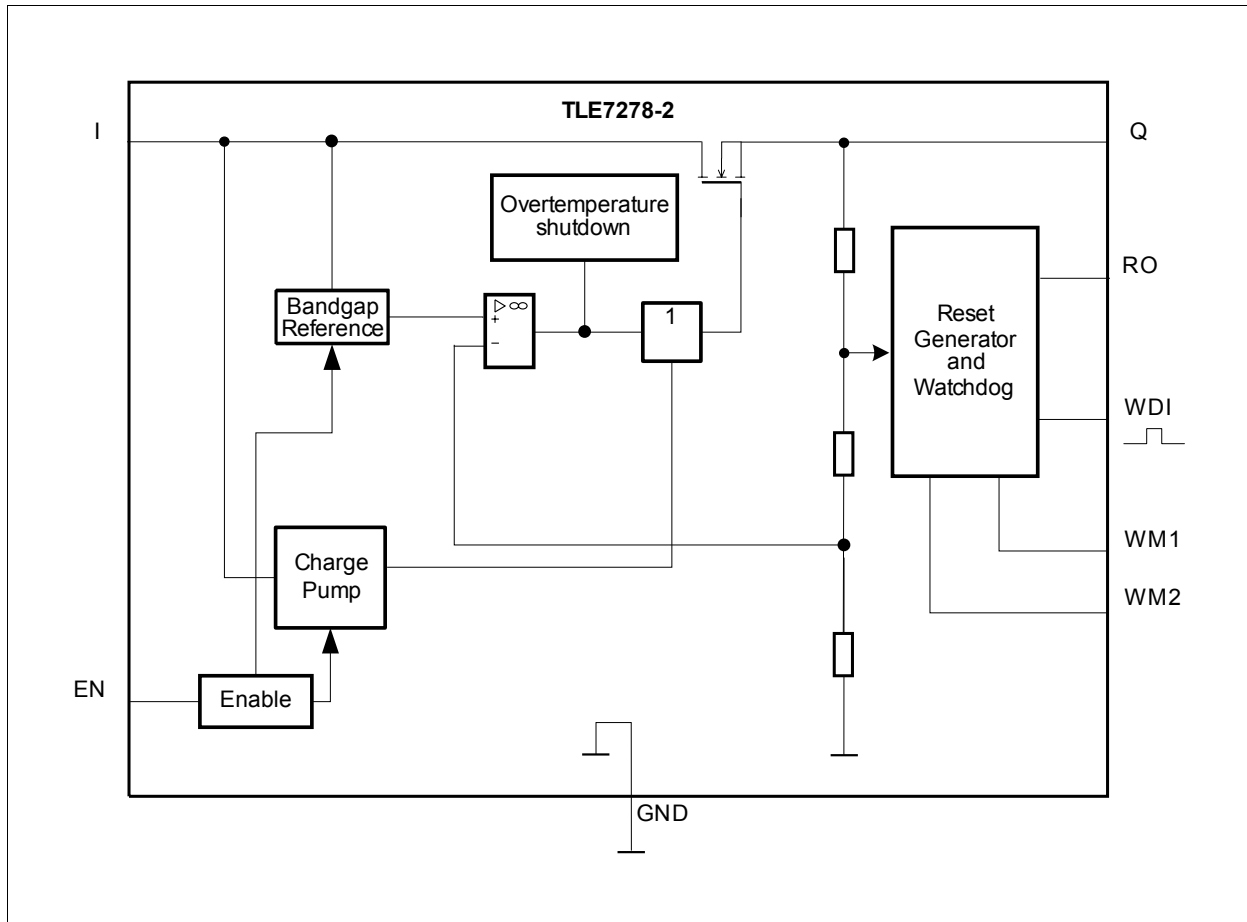 TLE7278-2
I
Q
Overtemperature
shutdown
RO
Bandgap
Reference
▷ ∞
+
−
1
Reset
Generator
and
Watchdog
WDI
Charge
Pump
WM1
WM2
EN
Enable
GND